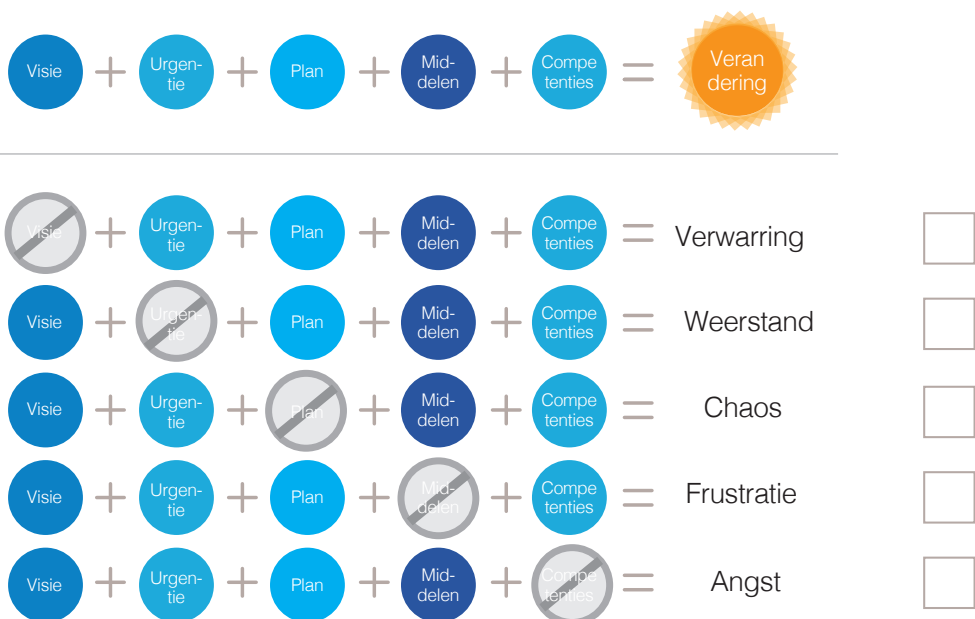 Visie + Urgen- + Plan + Mid- + Compe = Veran
tie delen tenties dering
Visie + Urgen- + Plan + Mid- + Compe = Verwarring
tie delen tenties
Visie + Urgen- + Plan + Mid- + Compe = Weerstand
tie delen tenties
Visie + Urgen- + Plan + Mid- + Compe = Chaos
tie delen tenties
Visie + Urgen- + Plan + Mid- + Compe = Frustratie
tie delen tenties
Visie + Urgen- + Plan + Mid- + Compe = Angst
tie delen tenties